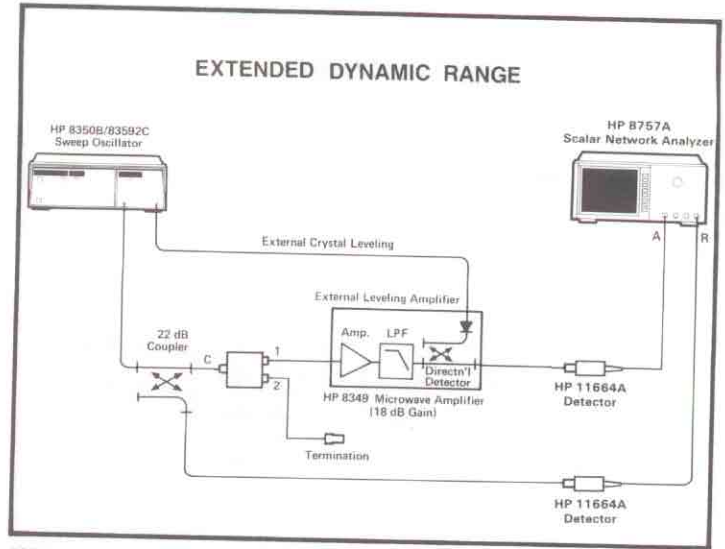 EXTENDED DYNAMIC RANGE
HP 8350B/83592C
Sweep Oscillator
HP 8757A
Scalar Network Analyzer
A
R
External Crystal Leveling
External Leveling Amplifier
22 dB
Coupler
C
1
2
Amp.
LPF
Directn'l
Detector
HP 8349 Microwave Amplifier
(18 dB Gain)
HP 11664A
Detector
Termination
HP 11664A
Detector